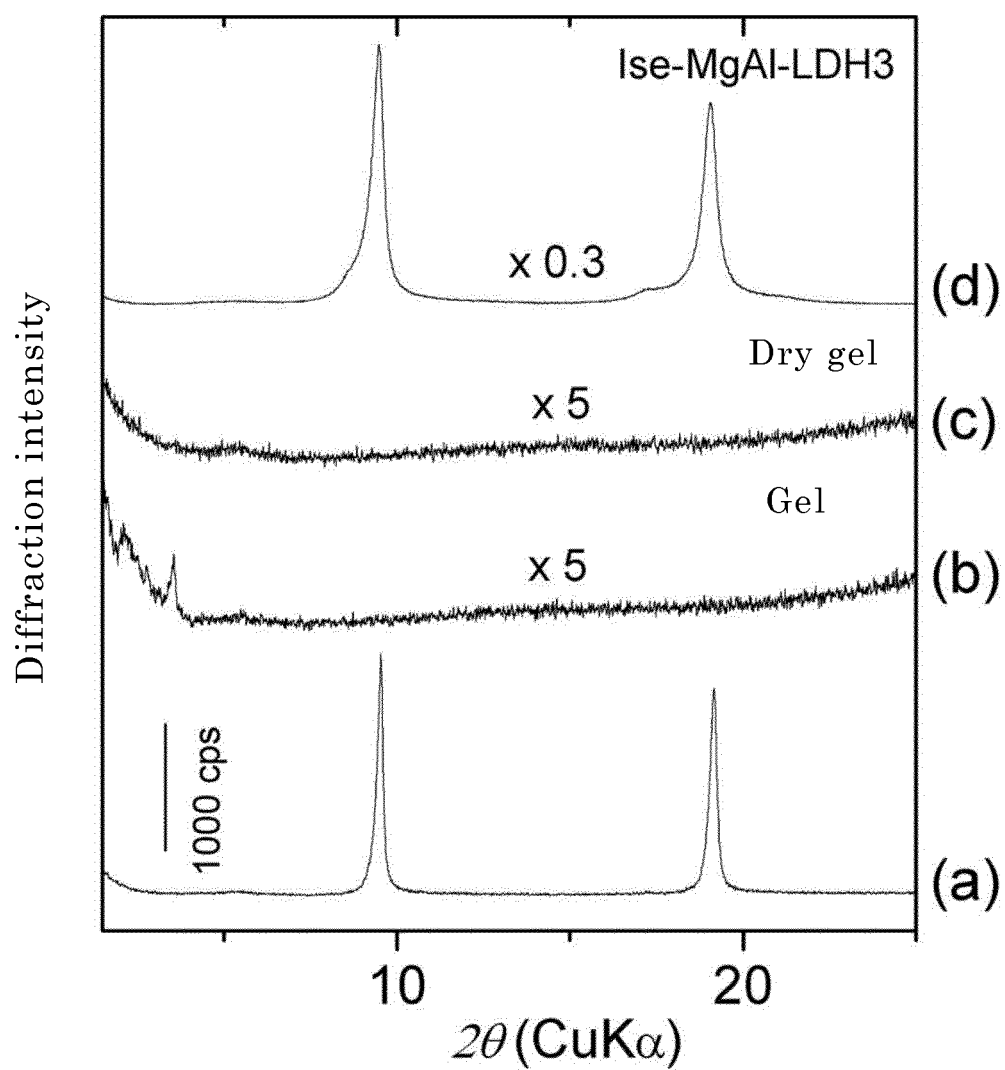 Ise-MgAl-LDH3
x 0.3
(d)
Dry gel
x 5
(c)
Gel
x 5
(b)
1000 cps
(a)
Diffraction intensity
10 20
2θ (CuKα)